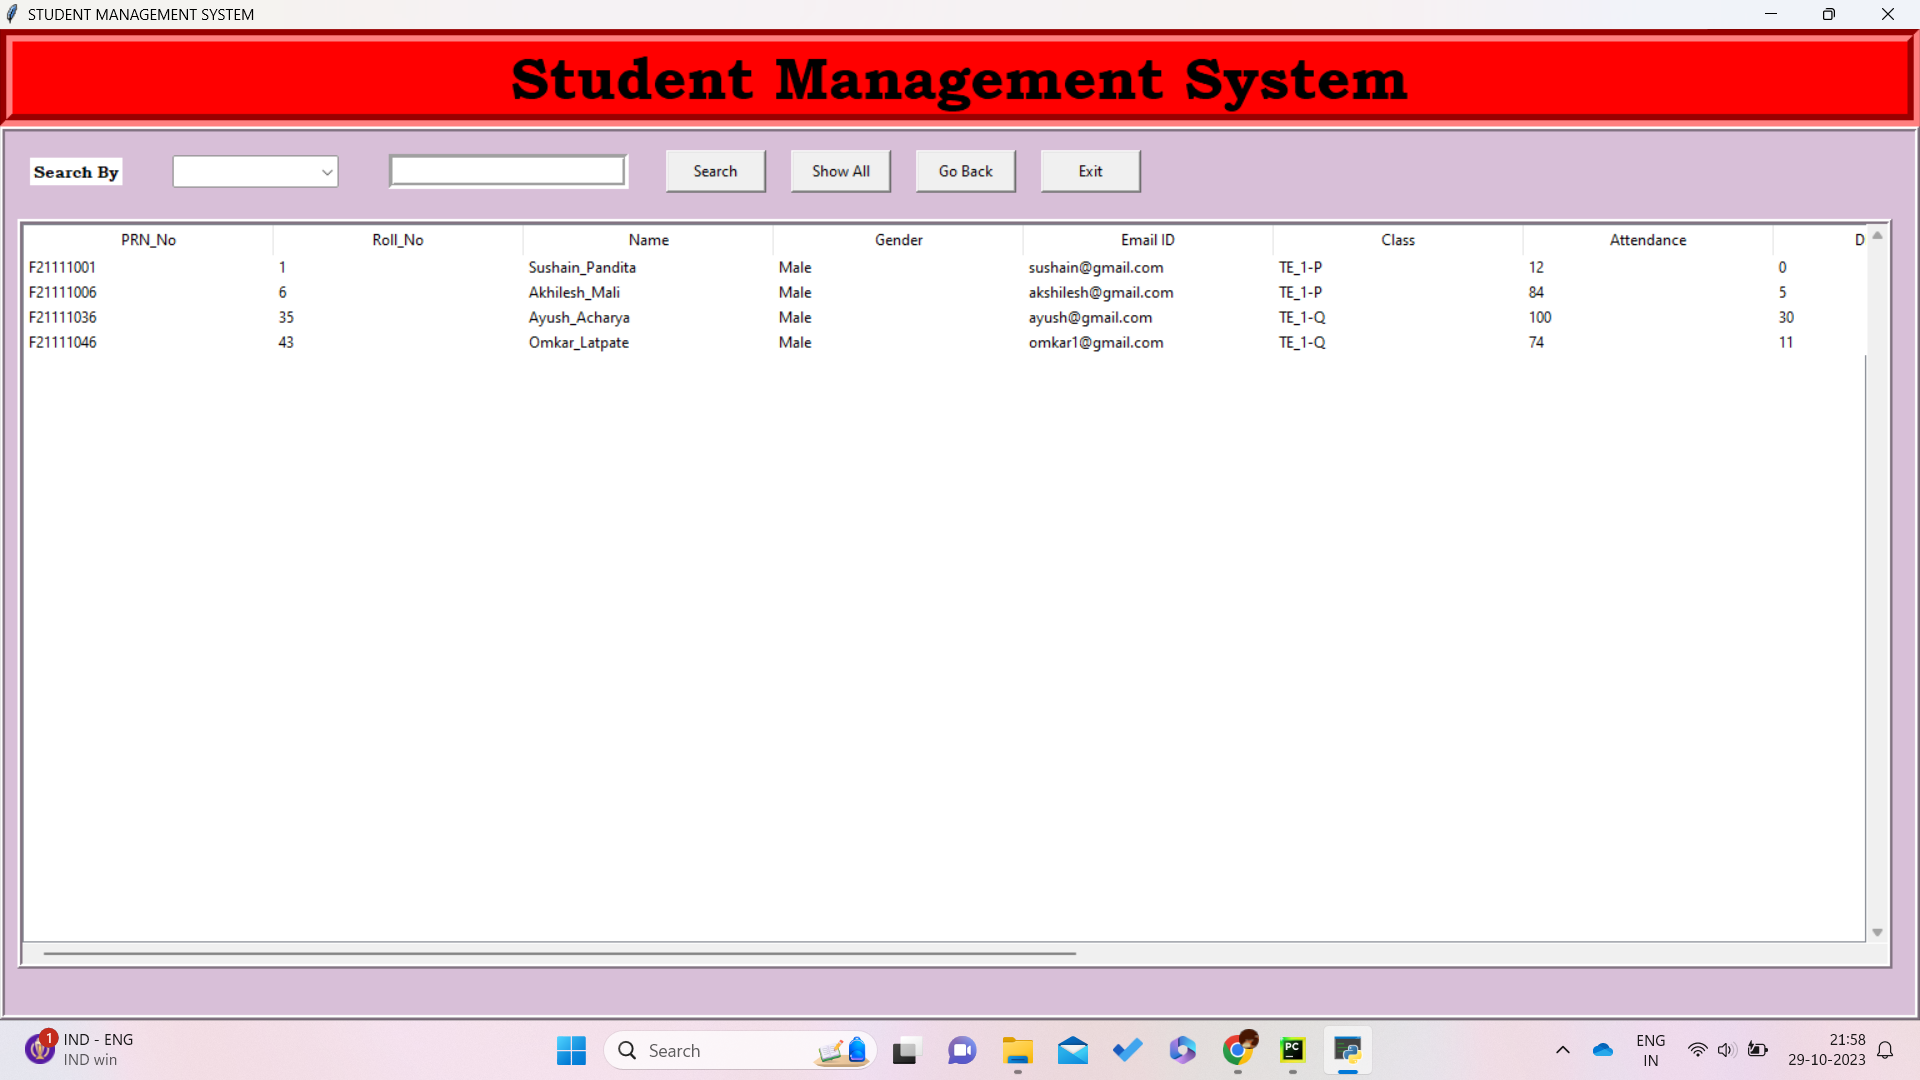 STUDENT MANAGEMENT SYSTEM
Student Management System
Search By Search Show All Go Back Exit
PRN_No Roll_No Name Gender Email ID Class Attendance D
F21111001 1 Sushain_Pandita Male sushain@gmail.com TE_1-P 12 0
F21111006 6 Akhilesh_Mali Male akshilesh@gmail.com TE_1-P 84 5
F21111036 35 Ayush_Acharya Male ayush@gmail.com TE_1-Q 100 30
F21111046 43 Omkar_Latpate Male omkar1@gmail.com TE_1-Q 74 11
1 IND - ENG
IND win
Search
PC
ENG
IN
21:58
29-10-2023